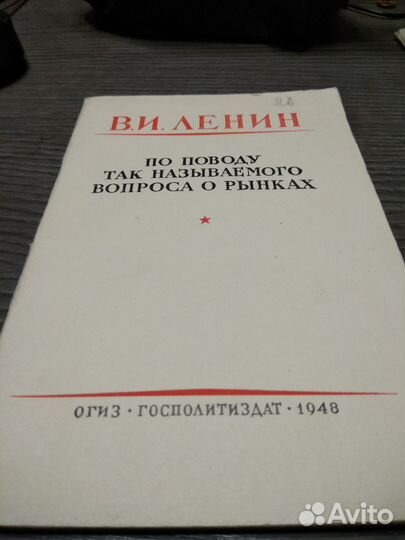 В.И. ЛЕНИН
ПО ПОВОДУ
ТАК НАЗЫВАЕМОГО
ВОПРОСА О РЫНКАХ
ОГИЗ · ГОСПОЛИТИЗДАТ · 1948
Avito